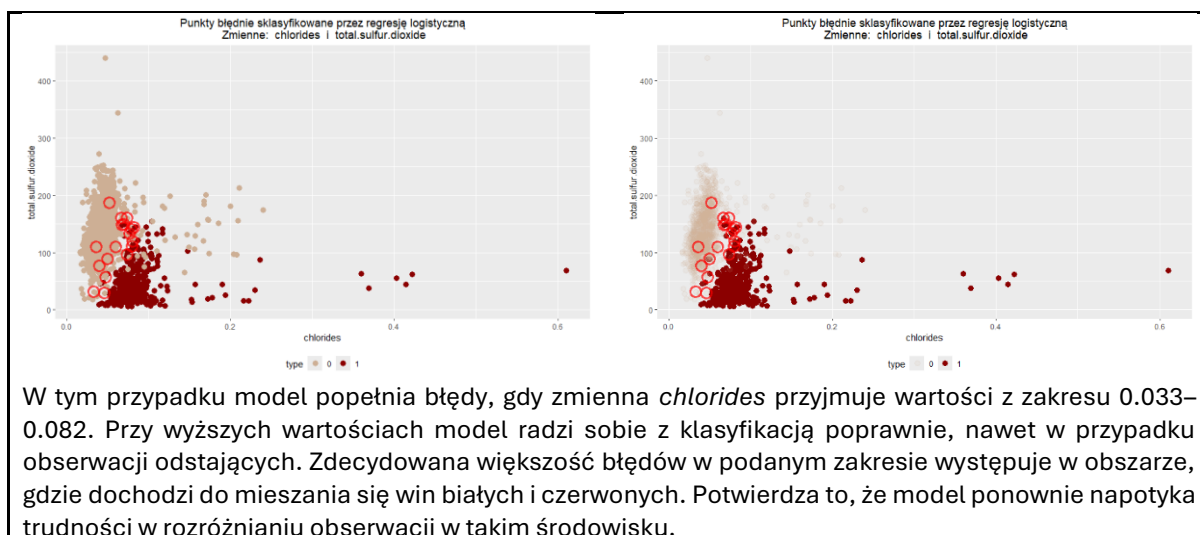 Punkty błędnie sklasyfikowane przez regresję logistyczną
Zmienne: chlorides i total.sulfur.dioxide
400
300
200
100
0
total.sulfur.dioxide
0.0 0.2 0.4 0.6
chlorides
type 0 1
Punkty błędnie sklasyfikowane przez regresję logistyczną
Zmienne: chlorides i total.sulfur.dioxide
400
300
200
100
0
total.sulfur.dioxide
0.0 0.2 0.4 0.6
chlorides
type 0 1
W tym przypadku model popełnia błędy, gdy zmienna chlorides przyjmuje wartości z zakresu 0.033–
0.082. Przy wyższych wartościach model radzi sobie z klasyfikacją poprawnie, nawet w przypadku
obserwacji odstających. Zdecydowana większość błędów w podanym zakresie występuje w obszarze,
gdzie dochodzi do mieszania się win białych i czerwonych. Potwierdza to, że model ponownie napotyka
trudności w rozróżnianiu obserwacji w takim środowisku.